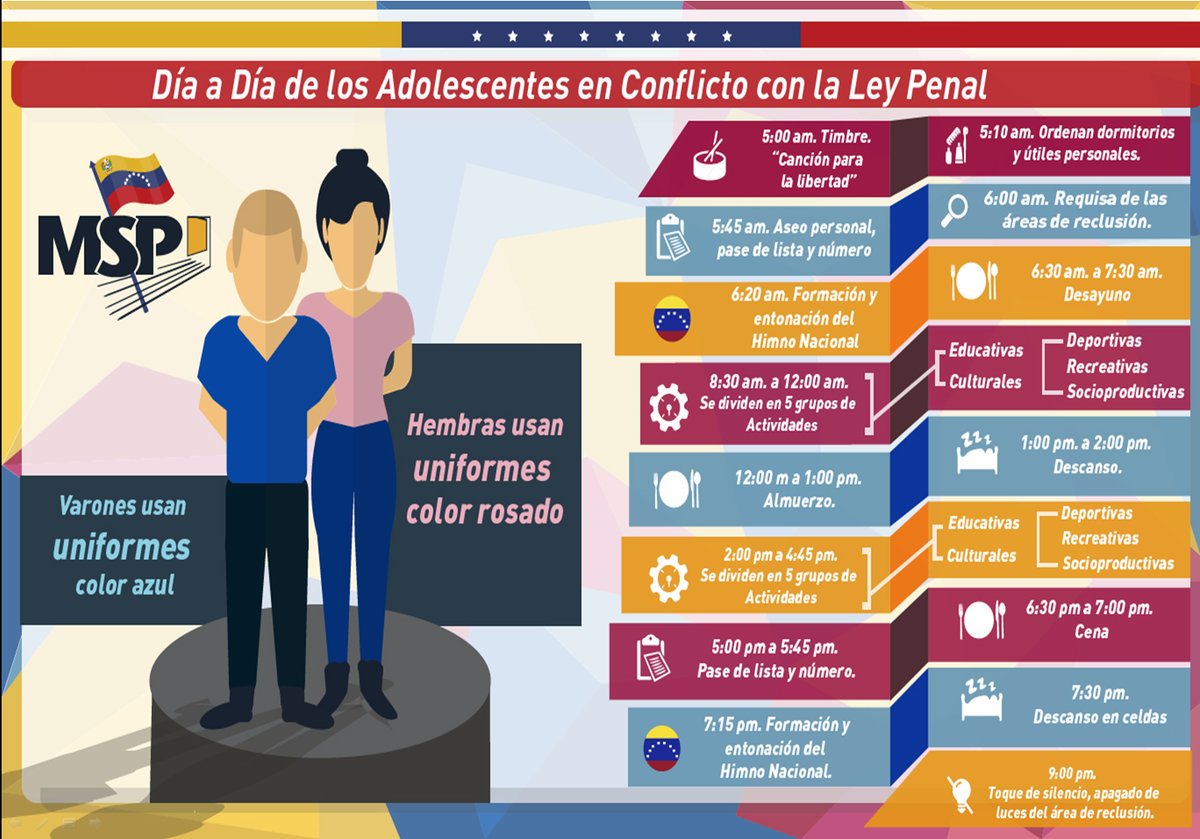 Día a Día de los Adolescentes en Conflicto con la Ley Penal
MSP
Varones usan
uniformes
color azul
Hembras usan
uniformes
color rosado
5:00 am. Timbre.
“Canción para
la libertad”
5:10 am. Ordenan dormitorios
y útiles personales.
5:45 am. Aseo personal,
pase de lista y número
6:00 am. Requisa de las
áreas de reclusión.
6:20 am. Formación y
entonación del
Himno Nacional
6:30 am. a 7:30 am.
Desayuno
8:30 am. a 12:00 am.
Se dividen en 5 grupos de
Actividades
Educativas
Culturales
Deportivas
Recreativas
Socioproductivas
12:00 m a 1:00 pm.
Almuerzo.
1:00 pm. a 2:00 pm.
Descanso.
2:00 pm a 4:45 pm.
Se dividen en 5 grupos de
Actividades
Educativas
Culturales
Deportivas
Recreativas
Socioproductivas
5:00 pm a 5:45 pm.
Pase de lista y número.
6:30 pm a 7:00 pm.
Cena
7:15 pm. Formación y
entonación del
Himno Nacional.
7:30 pm.
Descanso en celdas
9:00 pm.
Toque de silencio, apagado de
luces del área de reclusión.